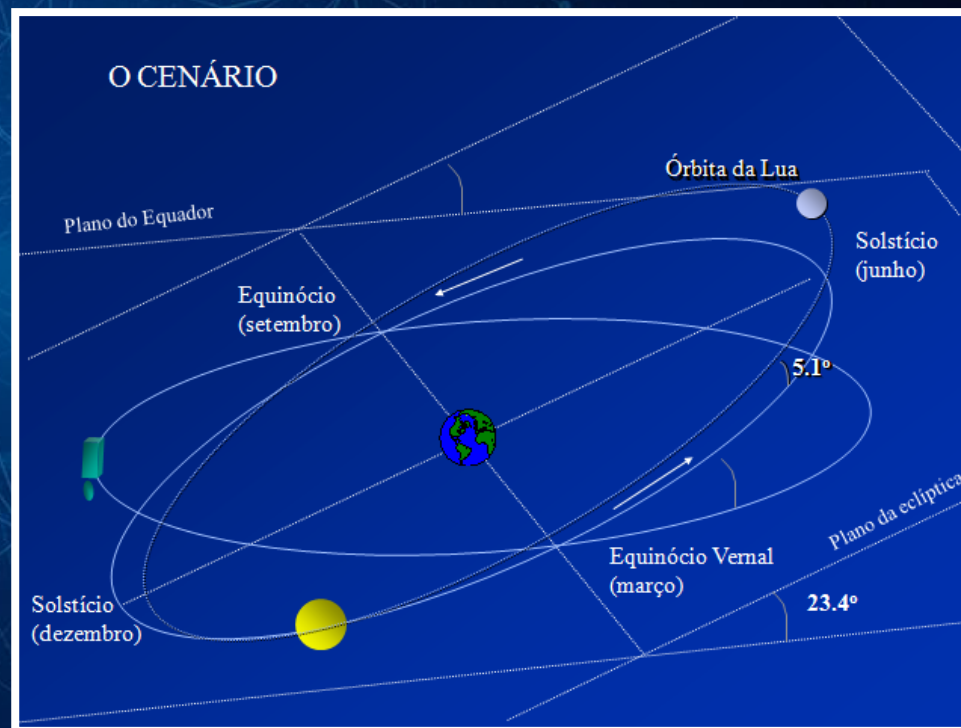 O CENÁRIO
Órbita da Lua
Plano do Equador
Solstício
(junho)
Equinócio
(setembro)
5.1º
Plano da eclíptica
Equinócio Vernal
(março)
Solstício
(dezembro)
23.4º